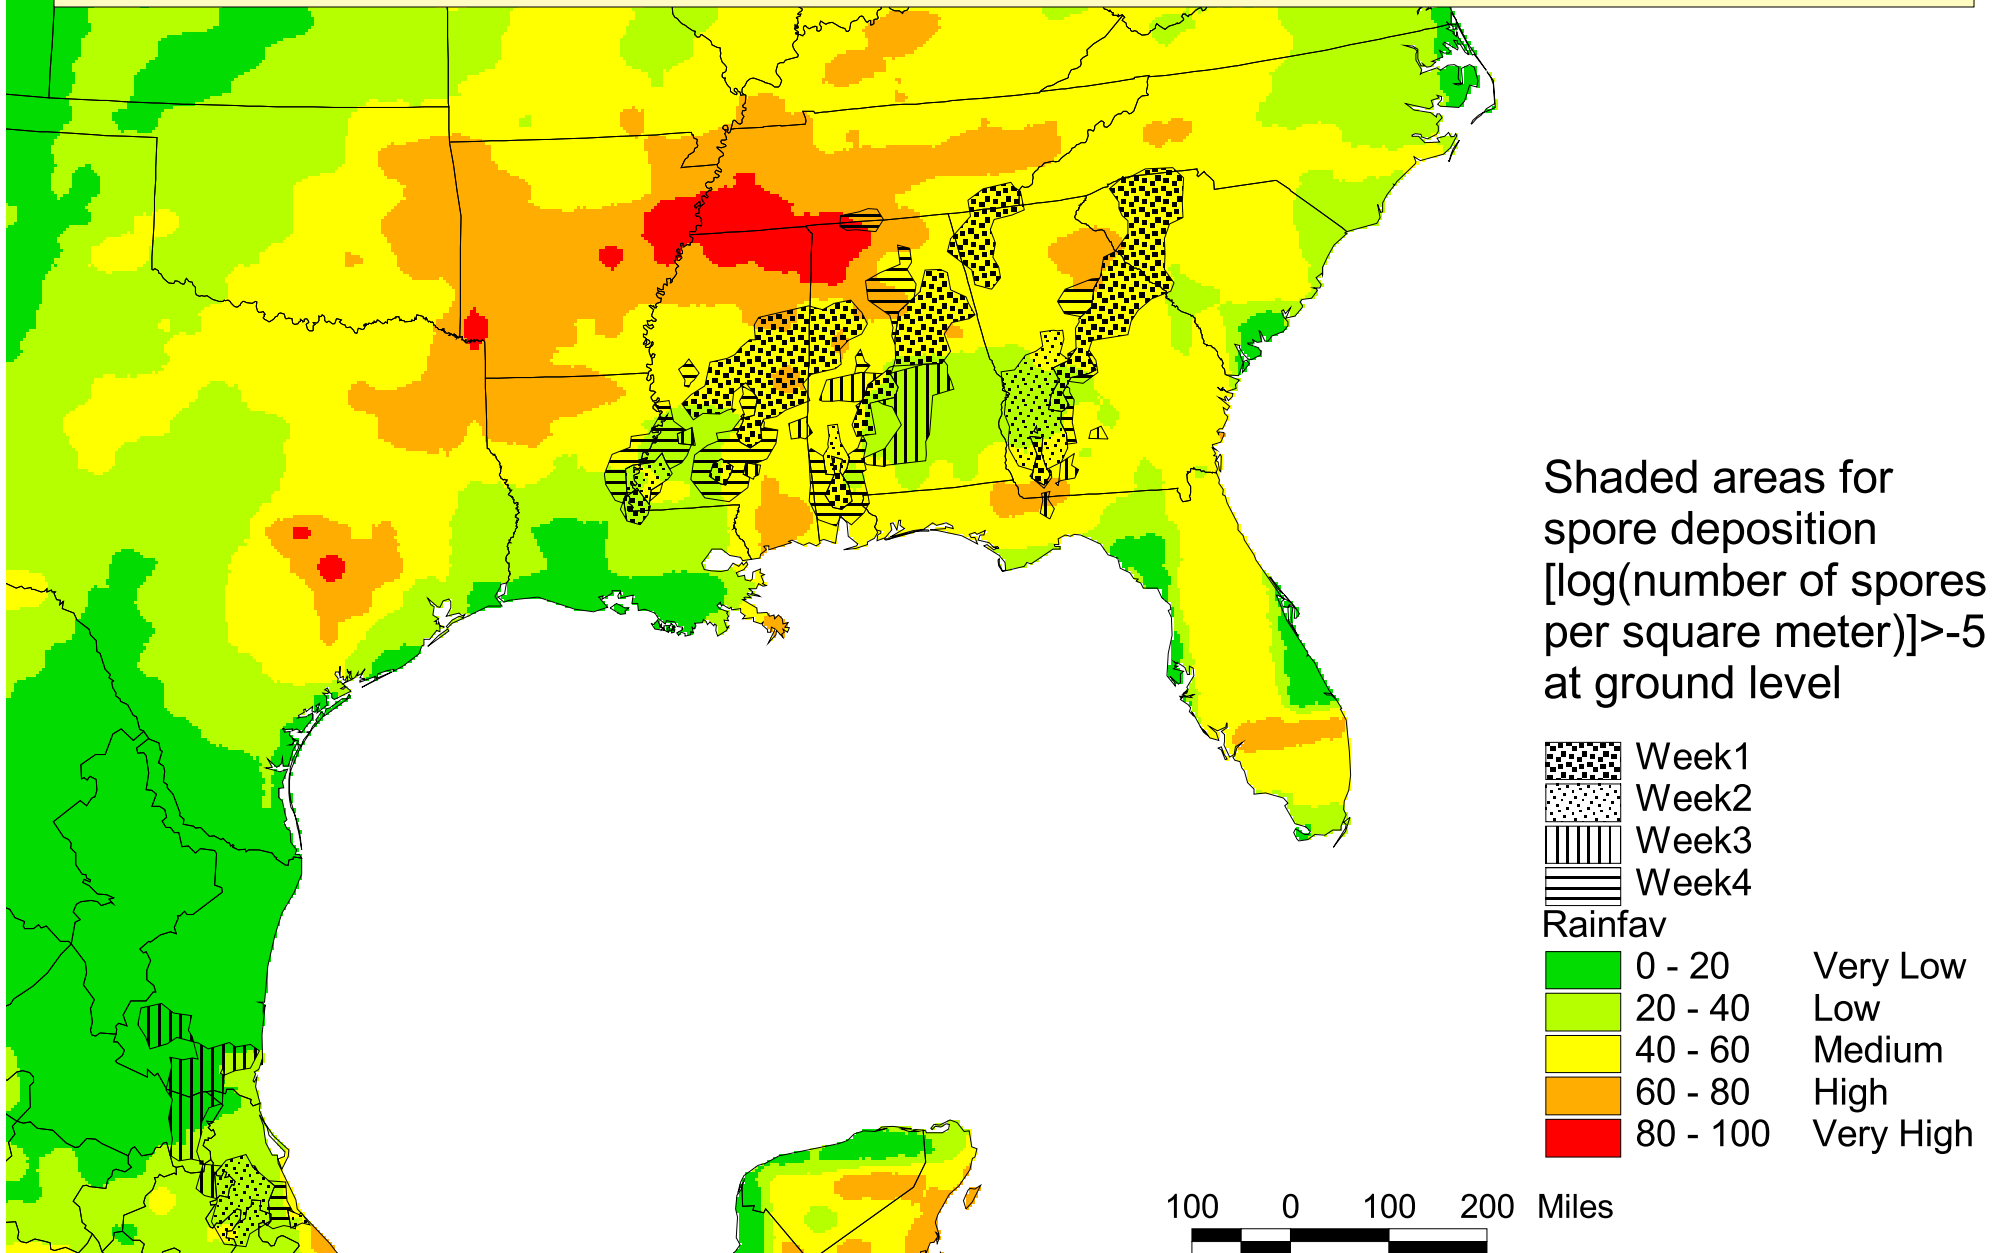 Shaded areas for
spore deposition
[log(number of spores
per square meter)]>-5
at ground level
Week1
Week2
Week3
Week4
Rainfav
0 - 20 Very Low
20 - 40 Low
40 - 60 Medium
60 - 80 High
80 - 100 Very High
100 0 100 200 Miles